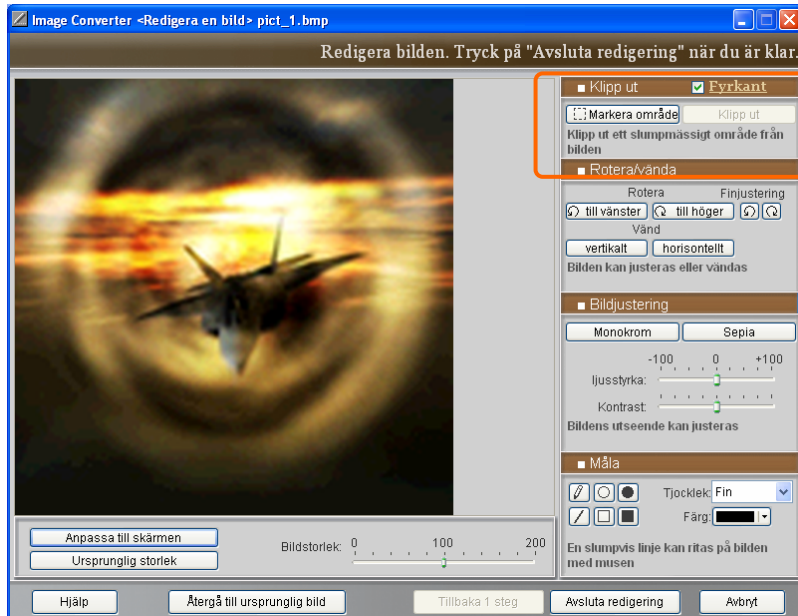 Image Converter <Redigera en bild> pict_1.bmp
Redigera bilden. Tryck på "Avsluta redigering" när du är klar.
Klipp ut Fyrkant
Markera område Klipp ut
Klipp ut ett slumpmässigt område från
bilden
Rotera/vända
Rotera Finjustering
till vänster till höger
Vänd
vertikalt horisontellt
Bilden kan justeras eller vändas
Bildjustering
Monokrom Sepia
-100 0 +100
ljusstyrka:
Kontrast:
Bildens utseende kan justeras
Måla
Tjocklek: Fin
Färg:
En slumpvis linje kan ritas på bilden
med musen
Anpassa till skärmen
Ursprunglig storlek
Bildstorlek: 0 100 200
Hjälp Återgå till ursprunglig bild Tillbaka 1 steg Avsluta redigering Avbryt